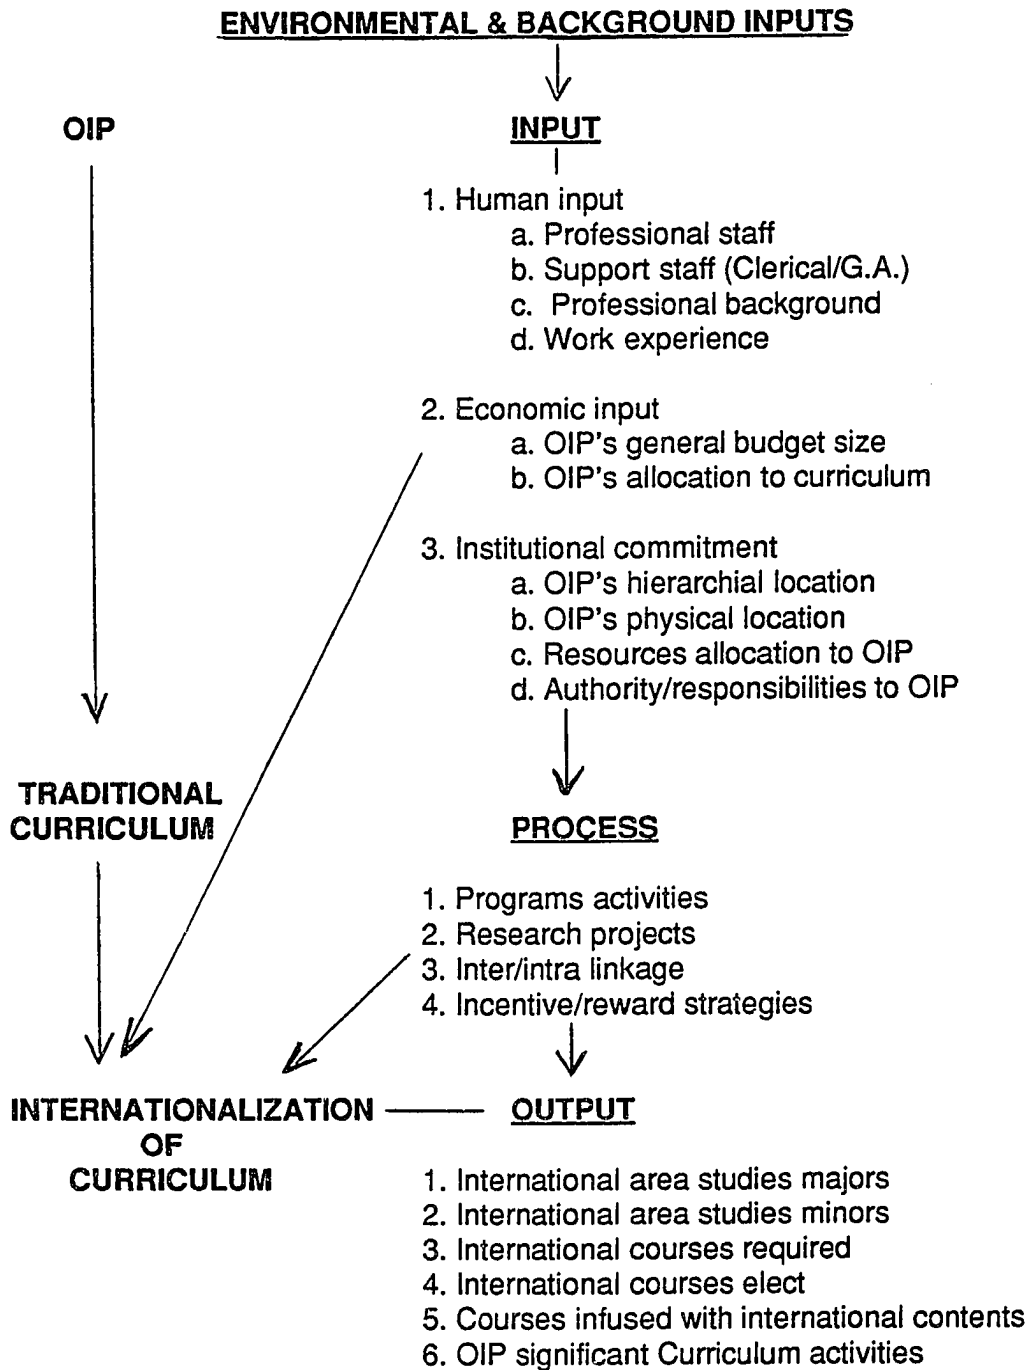 ENVIRONMENTAL & BACKGROUND INPUTS
OIP
INPUT
1. Human input
a. Professional staff
b. Support staff (Clerical/G.A.)
c. Professional background
d. Work experience
2. Economic input
a. OIP's general budget size
b. OIP's allocation to curriculum
3. Institutional commitment
a. OIP's hierarchial location
b. OIP's physical location
c. Resources allocation to OIP
d. Authority/responsibilities to OIP
TRADITIONAL
CURRICULUM
PROCESS
1. Programs activities
2. Research projects
3. Inter/intra linkage
4. Incentive/reward strategies
INTERNATIONALIZATION
OF
CURRICULUM
OUTPUT
1. International area studies majors
2. International area studies minors
3. International courses required
4. International courses elect
5. Courses infused with international contents
6. OIP significant Curriculum activities